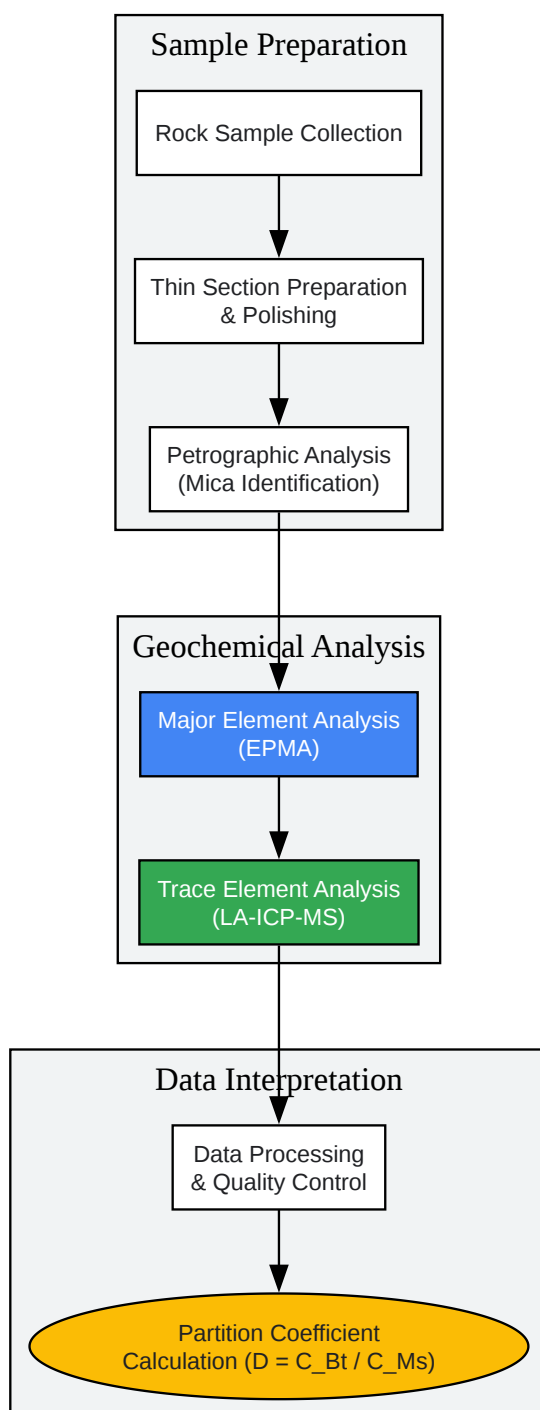 Sample Preparation
Rock Sample Collection
Thin Section Preparation
& Polishing
Petrographic Analysis
(Mica Identification)
Geochemical Analysis
Major Element Analysis
(EPMA)
Trace Element Analysis
(LA-ICP-MS)
Data Interpretation
Data Processing
& Quality Control
Partition Coefficient
Calculation (D = C_Bt / C_Ms)